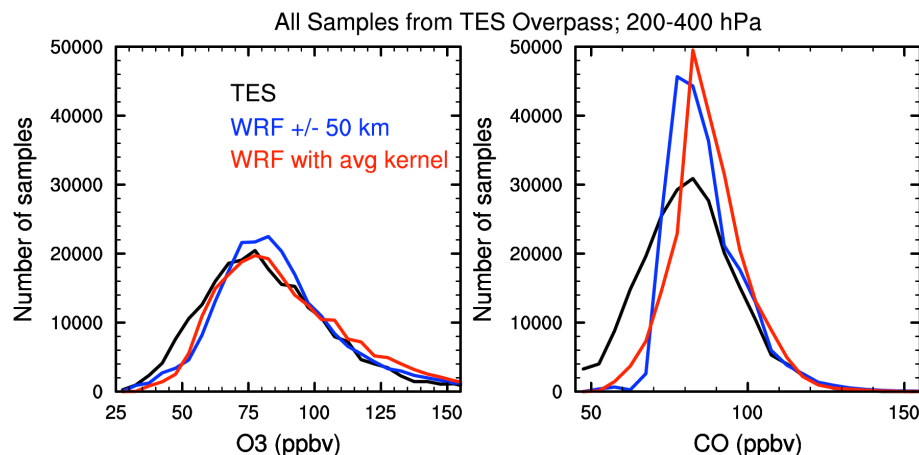 All Samples from TES Overpass; 200-400 hPa
Number of samples
50000
40000
30000
20000
10000
0
25
50
75
100
125
150
O3 (ppbv)
TES
WRF +/- 50 km
WRF with avg kernel
Number of samples
50000
40000
30000
20000
10000
0
50
100
150
CO (ppbv)